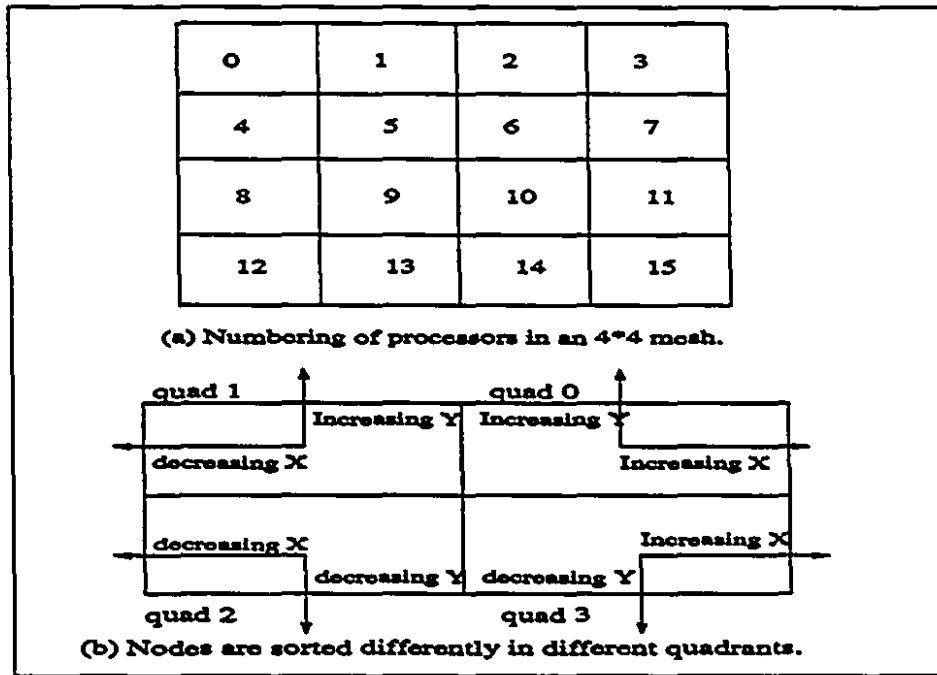 0 1 2 3
4 5 6 7
8 9 10 11
12 13 14 15
(a) Numbering of processors in an 4*4 mesh.
quad 1 quad 0
Increasing Y Increasing Y
decreasing X Increasing X
decreasing X Increasing X
decreasing Y decreasing Y
quad 2 quad 3
(b) Nodes are sorted differently in different quadrants.